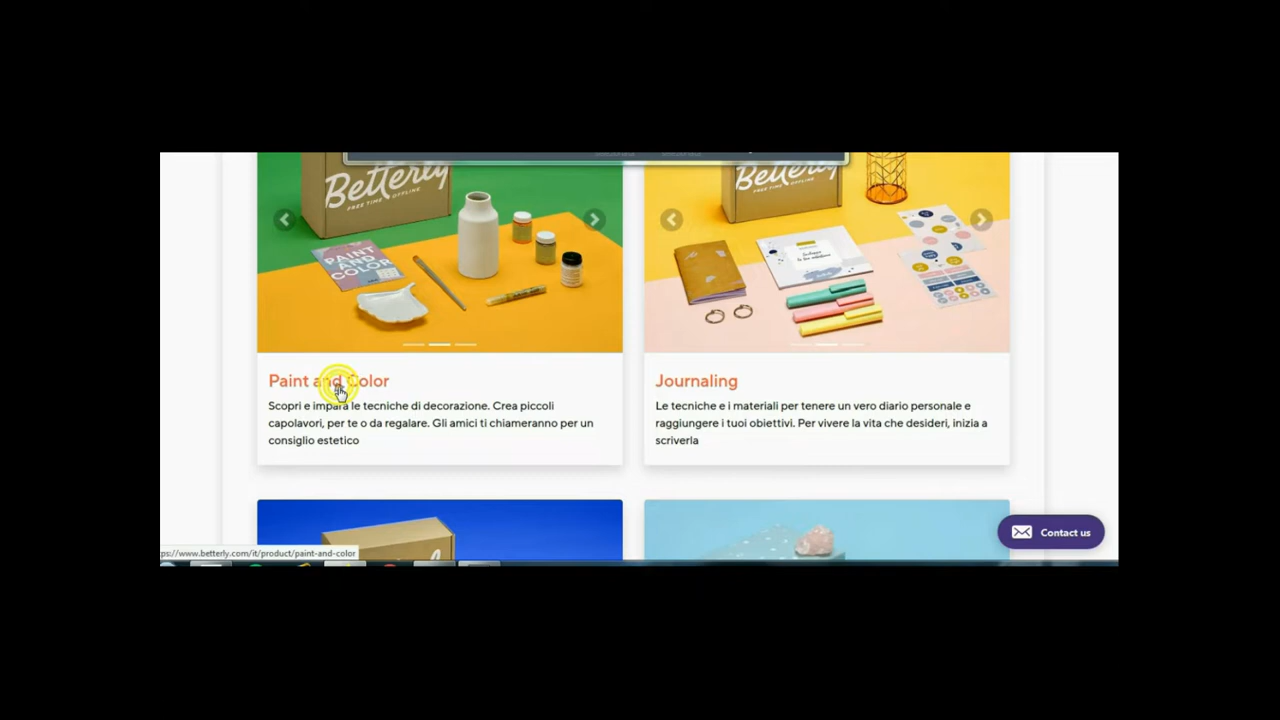 Betterly
FREE TIME OFFLINE
PAINT
AND
COLOR
Betterly
FREE TIME OFFLINE
Paint and Color
Scopri e impara le tecniche di decorazione. Crea piccoli
capolavori, per te o da regalare. Gli amici ti chiameranno per un
consiglio estetico
Journaling
Le tecniche e i materiali per tenere un vero diario personale e
raggiungere i tuoi obiettivi. Per vivere la vita che desideri, inizia a
scriverla
Contact us
ps://www.betterly.com/it/product/paint-and-color